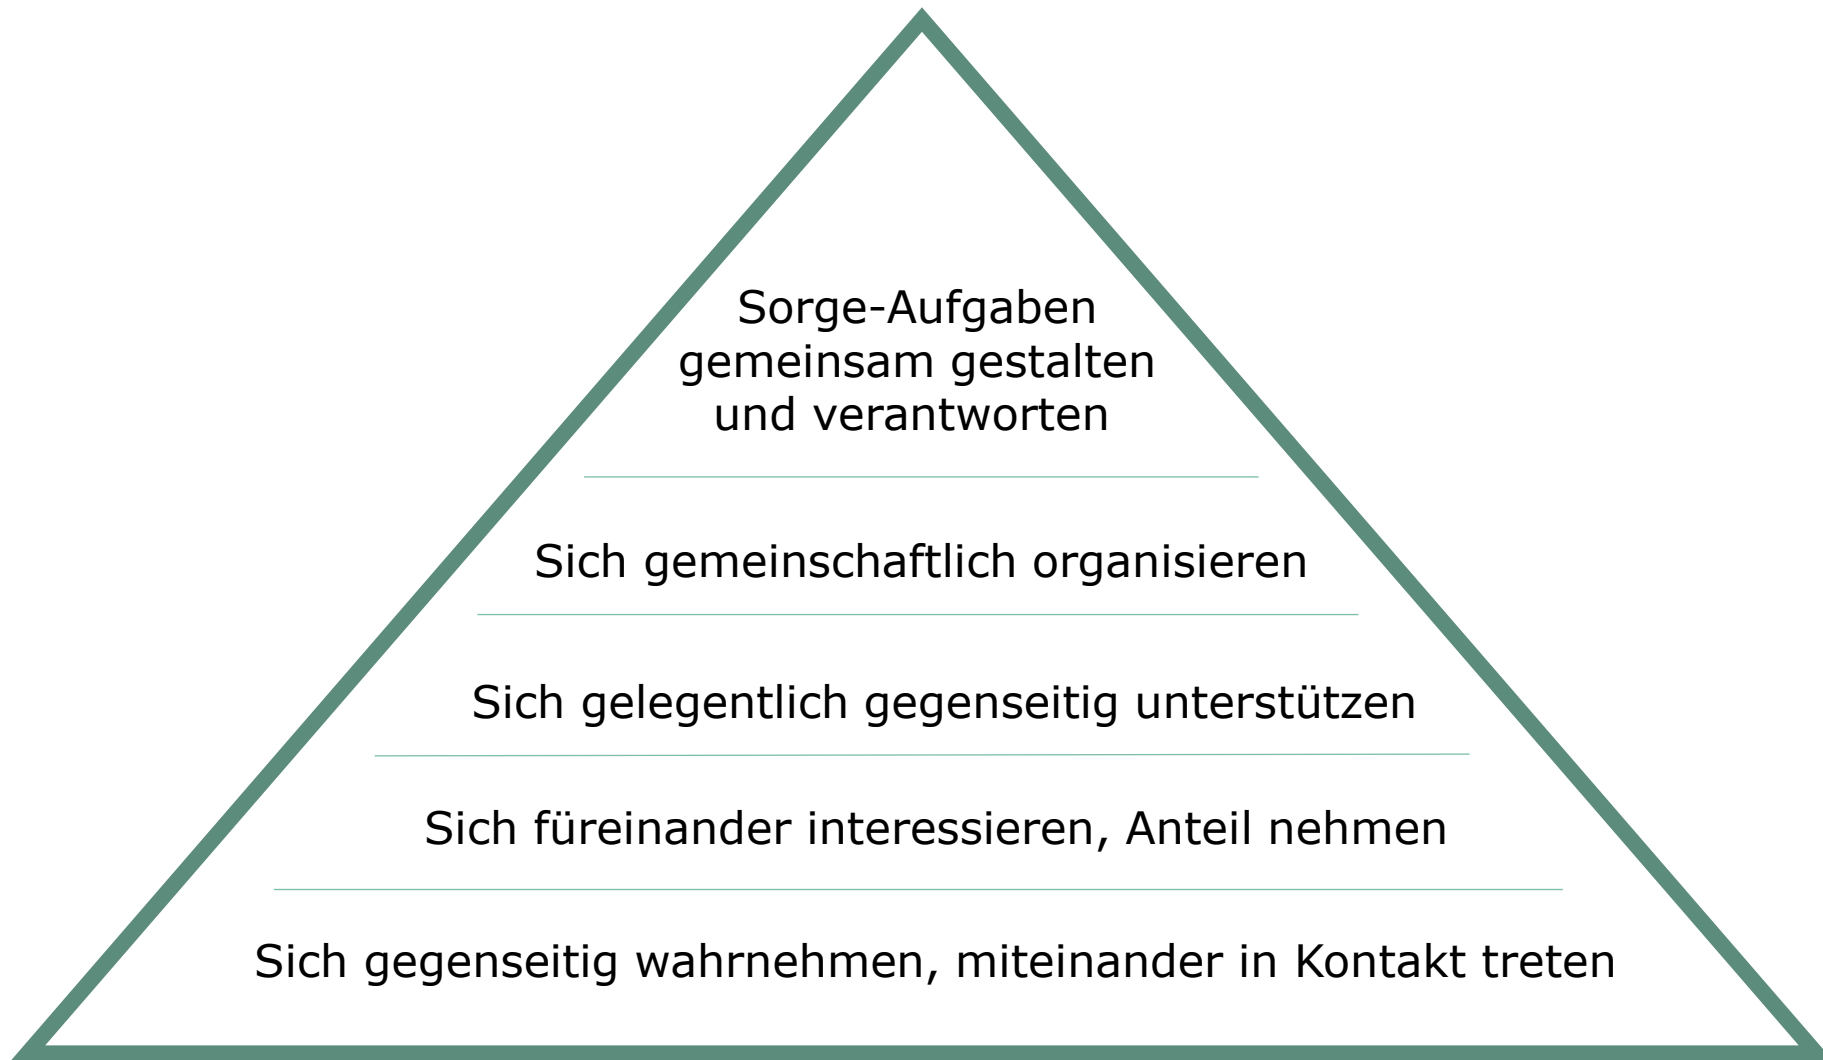 Sorge-Aufgaben
gemeinsam gestalten
und verantworten
Sich gemeinschaftlich organisieren
Sich gelegentlich gegenseitig unterstützen
Sich füreinander interessieren, Anteil nehmen
Sich gegenseitig wahrnehmen, miteinander in Kontakt treten